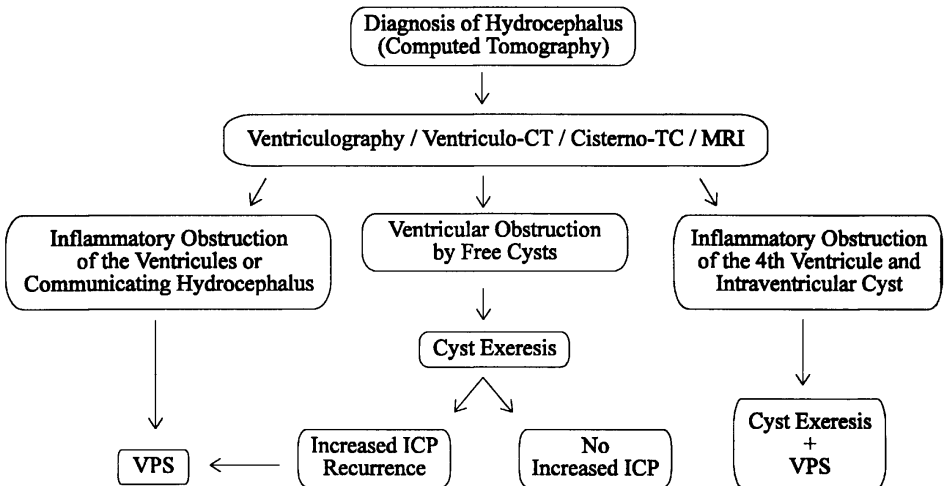 Diagnosis of Hydrocephalus
(Computed Tomography)
Ventriculography / Ventriculo-CT / Cisterno-TC / MRI
Inflammatory Obstruction
of the Ventricules or
Communicating Hydrocephalus
Ventricular Obstruction
by Free Cysts
Inflammatory Obstruction
of the 4th Ventricule and
Intraventricular Cyst
Cyst Exeresis
VPS
Increased ICP
Recurrence
No
Increased ICP
Cyst Exeresis
+
VPS